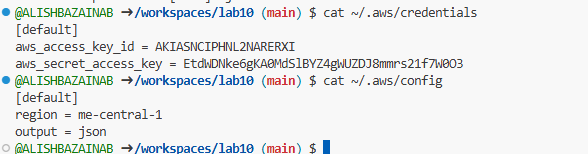 @ALISHBAZAINAB ➜/workspaces/lab10 (main) $ cat ~/.aws/credentials
[default]
aws_access_key_id = AKIASNCIPHNL2NARERXI
aws_secret_access_key = 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
@ALISHBAZAINAB ➜/workspaces/lab10 (main) $ cat ~/.aws/config
[default]
region = me-central-1
output = json
@ALISHBAZAINAB ➜/workspaces/lab10 (main) $